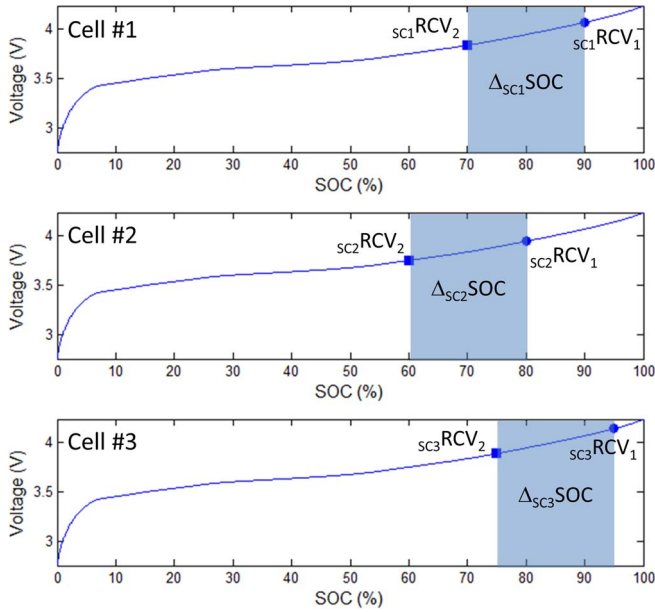 Cell #1
SC1RCV2
SC1RCV1
ΔSC1SOC
Voltage (V)
4
3.5
3
0 10 20 30 40 50 60 70 80 90 100
SOC (%)
Cell #2
SC2RCV2
SC2RCV1
ΔSC2SOC
Voltage (V)
4
3.5
3
0 10 20 30 40 50 60 70 80 90 100
SOC (%)
Cell #3
SC3RCV2
SC3RCV1
ΔSC3SOC
Voltage (V)
4
3.5
3
0 10 20 30 40 50 60 70 80 90 100
SOC (%)